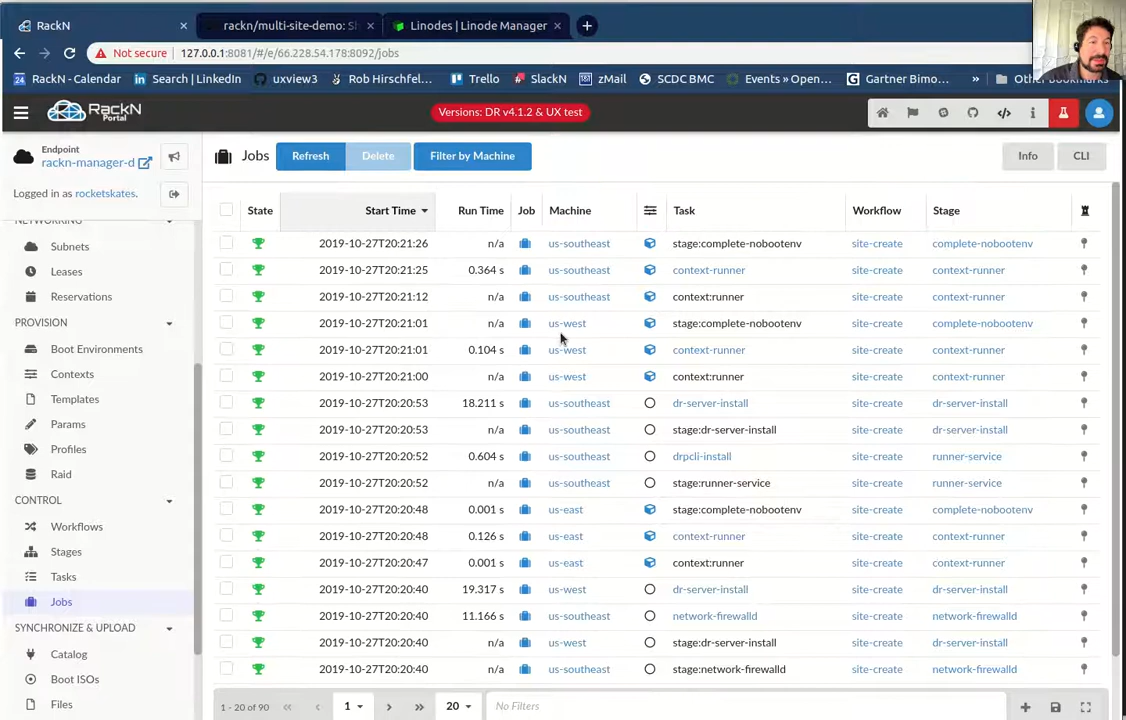 RackN
rackn/multi-site-demo: S
Linodes | Linode Manager
Not secure 127.0.0.1:8081/#/e/66.228.54.178:8092/jobs
RackN - Calendar Search | LinkedIn uxview3 Rob Hirschfel... Trello SlackN zMail SCDC BMC Events » Open... Gartner Bimo... » Other bookmarks
RackN Portal
Versions: DR v4.1.2 & UX test
Endpoint
rackn-manager-d
Logged in as rocketskates.
Jobs Refresh Delete Filter by Machine Info CLI
NETWORKING
Subnets
Leases
Reservations
PROVISION
Boot Environments
Contexts
Templates
Params
Profiles
Raid
CONTROL
Workflows
Stages
Tasks
Jobs
SYNCHRONIZE & UPLOAD
Catalog
Boot ISOs
Files
State Start Time Run Time Job Machine Task Workflow Stage
2019-10-27T20:21:26 n/a us-southeast stage:complete-nobootenv site-create complete-nobootenv
2019-10-27T20:21:25 0.364 s us-southeast context-runner site-create context-runner
2019-10-27T20:21:12 n/a us-southeast context:runner site-create context-runner
2019-10-27T20:21:01 n/a us-west stage:complete-nobootenv site-create complete-nobootenv
2019-10-27T20:21:01 0.104 s us-west context-runner site-create context-runner
2019-10-27T20:21:00 n/a us-west context:runner site-create context-runner
2019-10-27T20:20:53 18.211 s us-southeast dr-server-install site-create dr-server-install
2019-10-27T20:20:53 n/a us-southeast stage:dr-server-install site-create dr-server-install
2019-10-27T20:20:52 0.604 s us-southeast drpcli-install site-create runner-service
2019-10-27T20:20:52 n/a us-southeast stage:runner-service site-create runner-service
2019-10-27T20:20:48 0.001 s us-east stage:complete-nobootenv site-create complete-nobootenv
2019-10-27T20:20:48 0.126 s us-east context-runner site-create context-runner
2019-10-27T20:20:47 0.001 s us-east context:runner site-create context-runner
2019-10-27T20:20:40 19.317 s us-west dr-server-install site-create dr-server-install
2019-10-27T20:20:40 11.166 s us-southeast network-firewalld site-create network-firewalld
2019-10-27T20:20:40 n/a us-west stage:dr-server-install site-create dr-server-install
2019-10-27T20:20:40 n/a us-southeast stage:network-firewalld site-create network-firewalld
1 - 20 of 90 1 20 No Filters